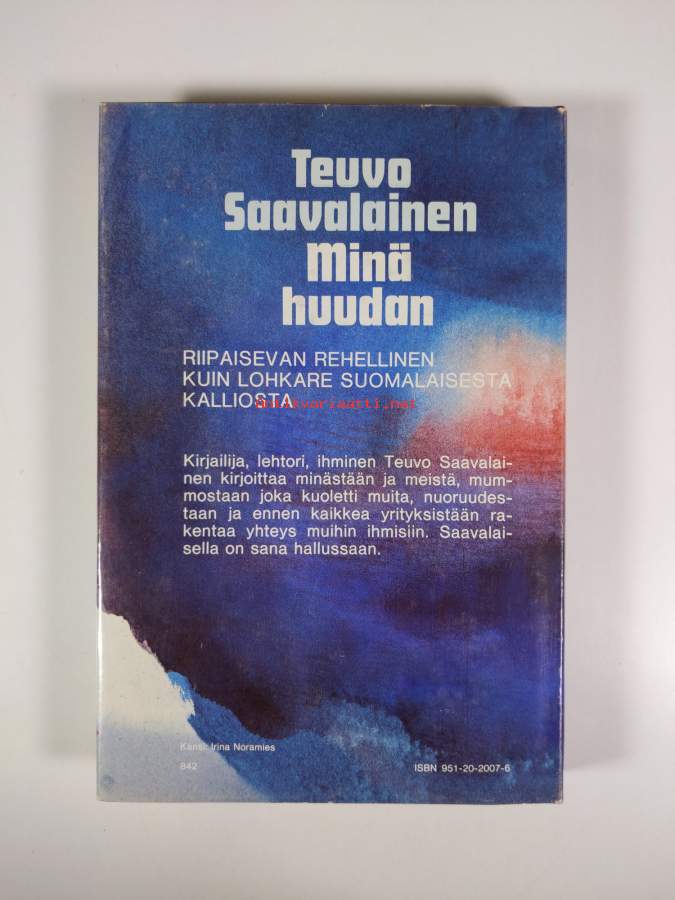 Teuvo
Saavalainen
Minä
huudan
RIIPAISEVAN REHELLINEN
KUIN LOHKARE SUOMALAISESTA
KALLIOSTA
antikvariaatti.net
Kirjailija, lehtori, ihminen Teuvo Saavalai-
nen kirjoittaa minästään ja meistä, mum-
mostaan joka kuoletti muita, nuoruudes-
taan ja ennen kaikkea yrityksistään ra-
kentaa yhteys muihin ihmisiin. Saavalai-
sella on sana hallussaan.
Kansi: Irina Noramies
842
ISBN 951-20-2007-6